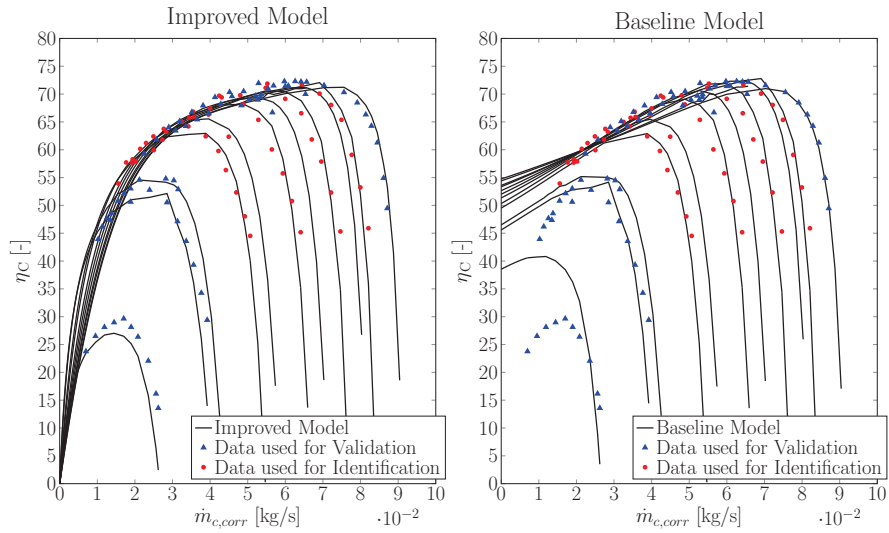 Improved Model
80
75
70
65
60
55
50
45
40
35
30
25
20
15
10
5
0
η_C [-]
0 1 2 3 4 5 6 7 8 9 10
ṁ_c,corr [kg/s]
·10⁻²
Improved Model
Data used for Validation
Data used for Identification
Baseline Model
80
75
70
65
60
55
50
45
40
35
30
25
20
15
10
5
0
η_C [-]
0 1 2 3 4 5 6 7 8 9 10
ṁ_c,corr [kg/s]
·10⁻²
Baseline Model
Data used for Validation
Data used for Identification